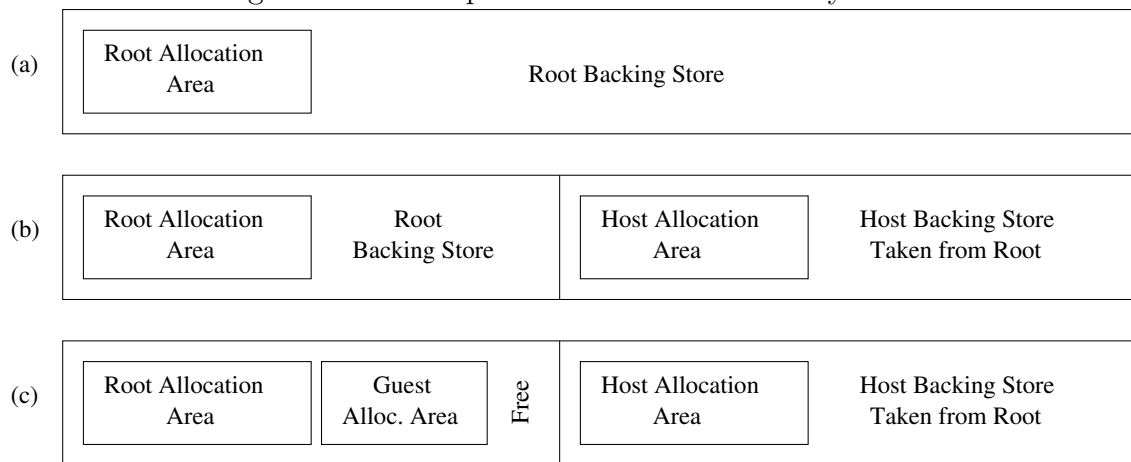 (a)
Root Allocation
Area
Root Backing Store
(b)
Root Allocation
Area
Root
Backing Store
Host Allocation
Area
Host Backing Store
Taken from Root
(c)
Root Allocation
Area
Guest
Alloc. Area
Free
Host Allocation
Area
Host Backing Store
Taken from Root